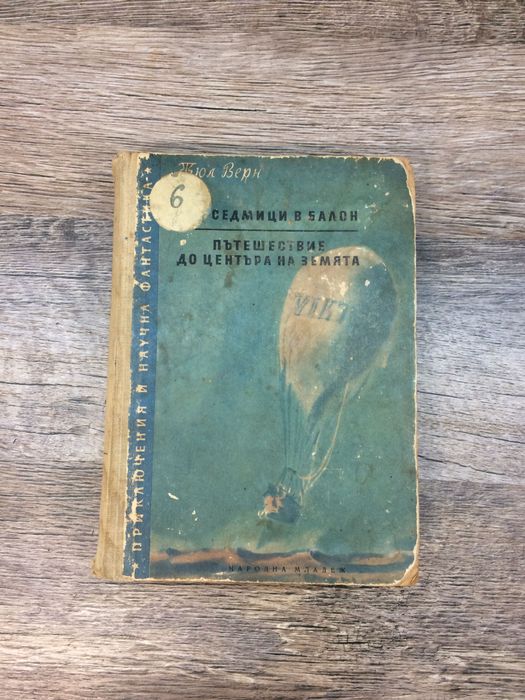 Жюл Верн
6
СЕДМИЦИ В БАЛОН
ПЪТЕШЕСТВИЕ
ДО ЦЕНТЪРА НА ЗЕМЯТА
ПРИКЛЮЧЕНИЯ И НАУЧНА ФАНТАСТИКА
НАРОДНА МЛАДЕЖ